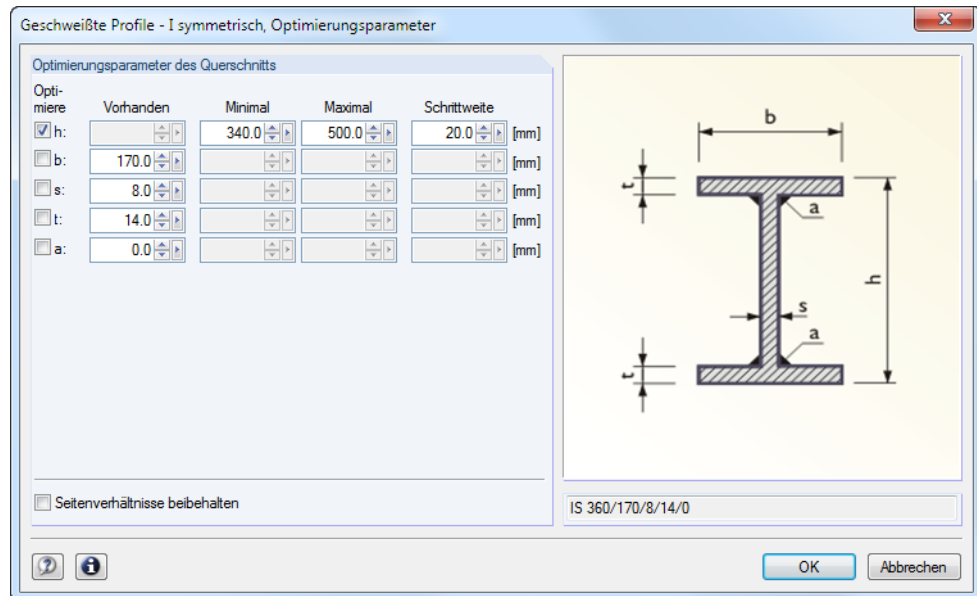 Geschweißte Profile - I symmetrisch, Optimierungsparameter
x
Optimierungsparameter des Querschnitts
Opti-
miere Vorhanden Minimal Maximal Schrittweite
h: 340.0 500.0 20.0 [mm]
b: 170.0 [mm]
s: 8.0 [mm]
t: 14.0 [mm]
a: 0.0 [mm]
Seitenverhältnisse beibehalten
b
t
a
h
s
a
t
IS 360/170/8/14/0
OK Abbrechen